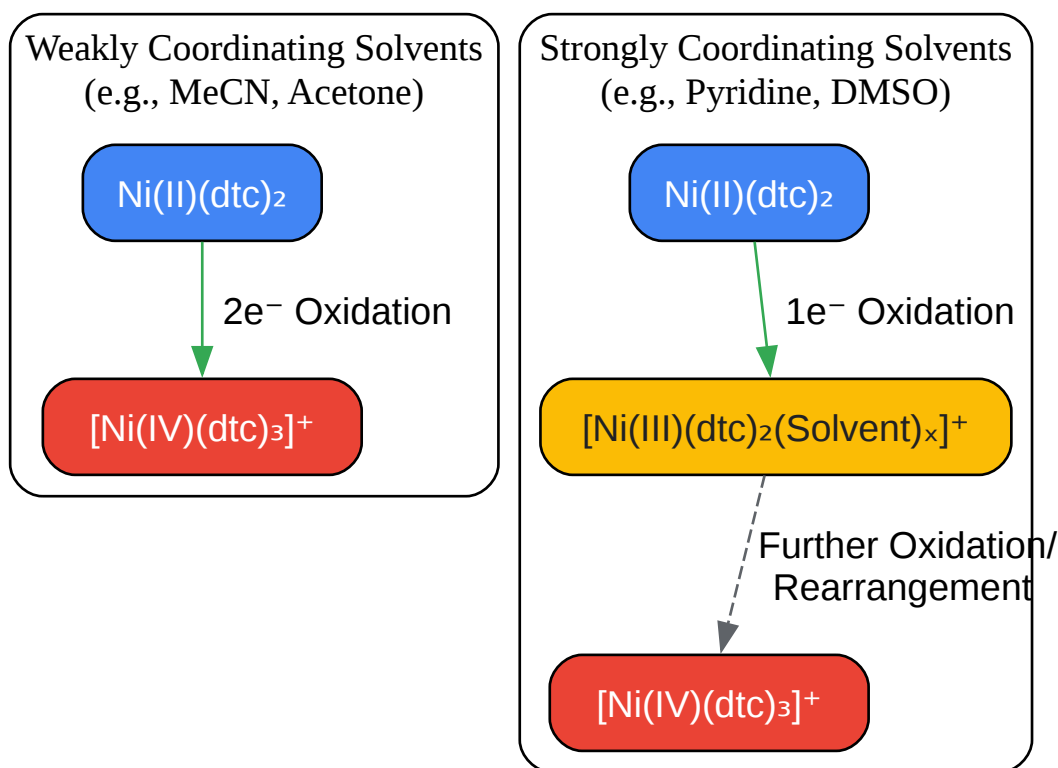 Weakly Coordinating Solvents
(e.g., MeCN, Acetone)
Ni(II)(dtc)₂
2e⁻ Oxidation
[Ni(IV)(dtc)₃]⁺
Strongly Coordinating Solvents
(e.g., Pyridine, DMSO)
Ni(II)(dtc)₂
1e⁻ Oxidation
[Ni(III)(dtc)₂(Solvent)ₓ]⁺
Further Oxidation/
Rearrangement
[Ni(IV)(dtc)₃]⁺